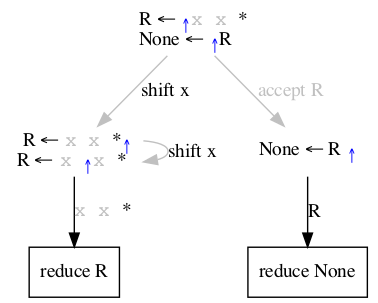 R ← ↑ x x *
None ← ↑ R
shift x
accept R
R ← x x * ↑
R ← x ↑ x *
shift x
None ← R ↑
x x *
R
reduce R
reduce None